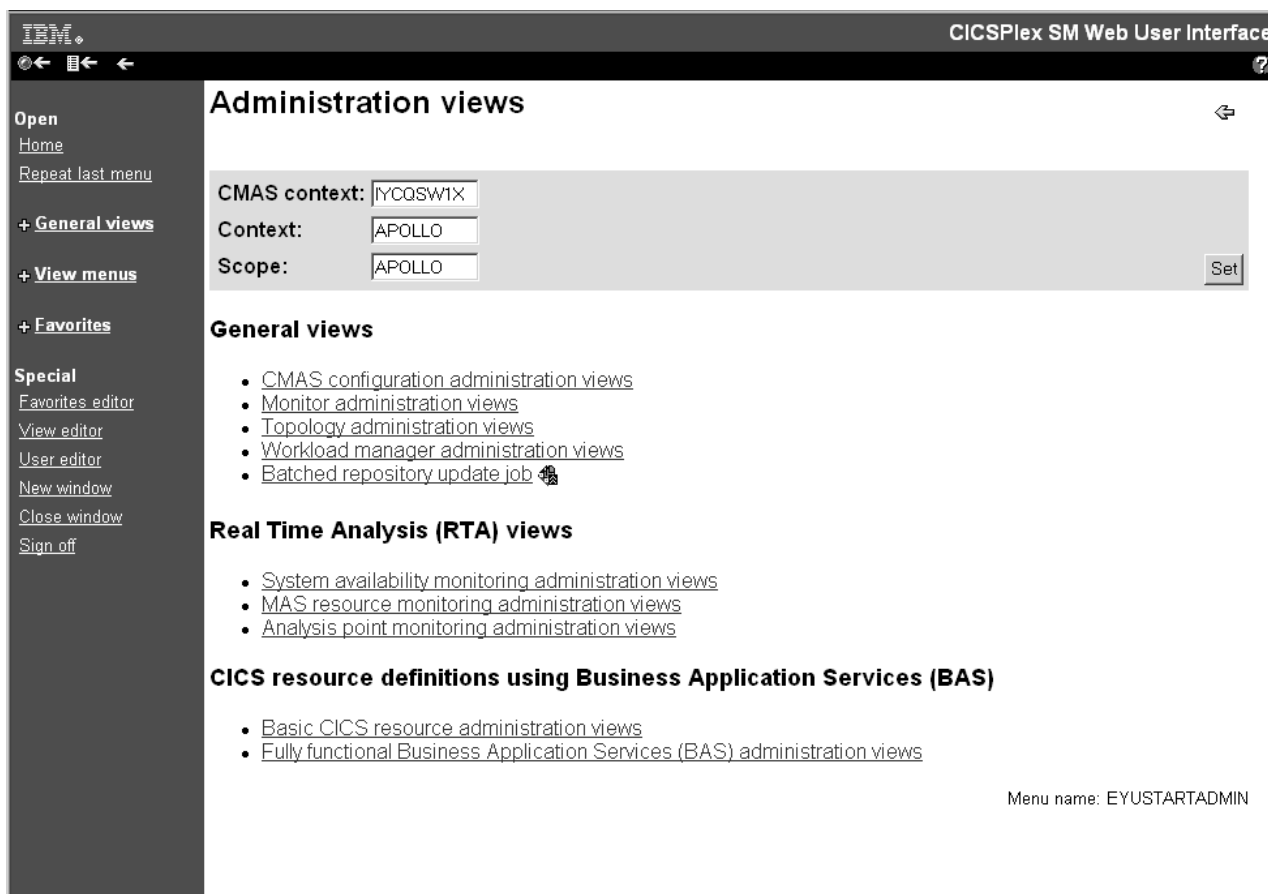 IBM.
CICSPlex SM Web User Interface
?
Open
Home
Repeat last menu
+ General views
+ View menus
+ Favorites
Special
Favorites editor
View editor
User editor
New window
Close window
Sign off
Administration views
CMAS context: IYCQSW1X
Context: APOLLO
Scope: APOLLO
Set
General views
• CMAS configuration administration views
• Monitor administration views
• Topology administration views
• Workload manager administration views
• Batched repository update job
Real Time Analysis (RTA) views
• System availability monitoring administration views
• MAS resource monitoring administration views
• Analysis point monitoring administration views
CICS resource definitions using Business Application Services (BAS)
• Basic CICS resource administration views
• Fully functional Business Application Services (BAS) administration views
Menu name: EYUSTARTADMIN